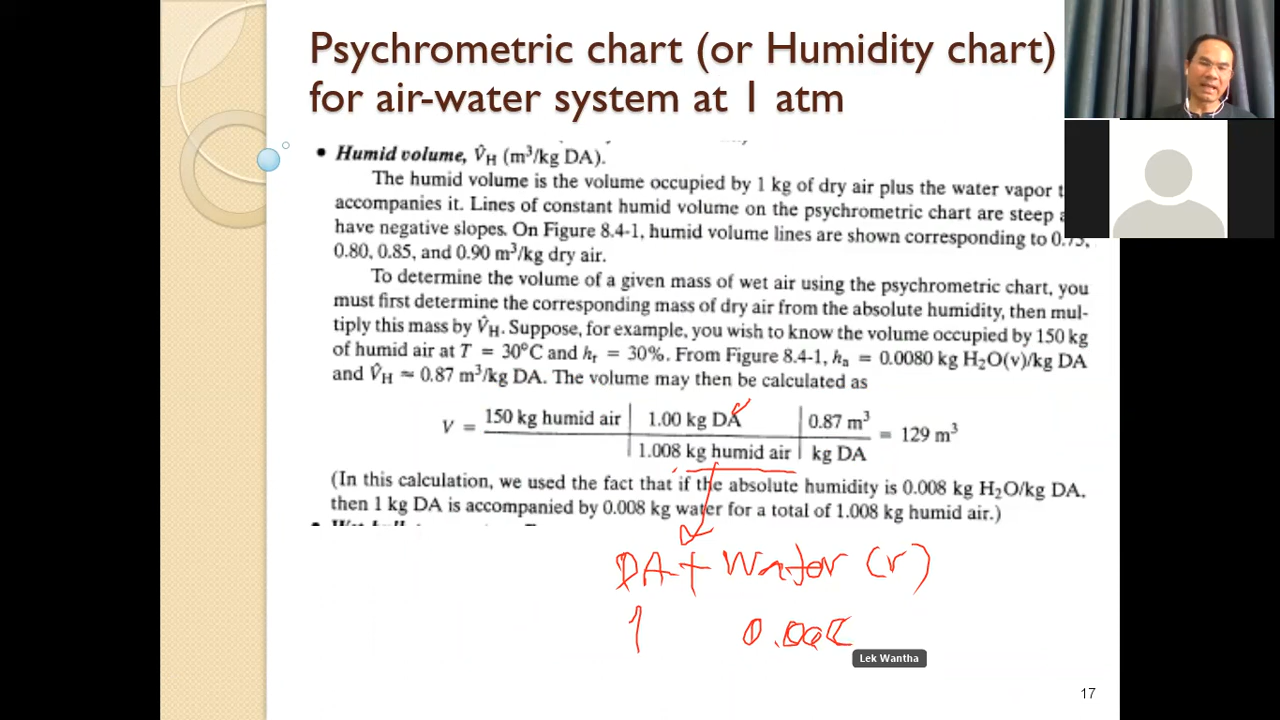 Psychrometric chart (or Humidity chart)
for air-water system at 1 atm
• Humid volume, V̂H (m³/kg DA).
The humid volume is the volume occupied by 1 kg of dry air plus the water vapor
accompanies it. Lines of constant humid volume on the psychrometric chart are steep
have negative slopes. On Figure 8.4-1, humid volume lines are shown corresponding to 0.75,
0.80, 0.85, and 0.90 m³/kg dry air.
To determine the volume of a given mass of wet air using the psychrometric chart, you
must first determine the corresponding mass of dry air from the absolute humidity, then mul-
tiply this mass by V̂H. Suppose, for example, you wish to know the volume occupied by 150 kg
of humid air at T = 30°C and hr = 30%. From Figure 8.4-1, ha = 0.0080 kg H2O(v)/kg DA
and V̂H ≈ 0.87 m³/kg DA. The volume may then be calculated as
V = 150 kg humid air | 1.00 kg DA | 0.87 m³ = 129 m³
| 1.008 kg humid air | kg DA
(In this calculation, we used the fact that if the absolute humidity is 0.008 kg H2O/kg DA,
then 1 kg DA is accompanied by 0.008 kg water for a total of 1.008 kg humid air.)
DA + Water (v)
1 0.008
Lek Wantha
17